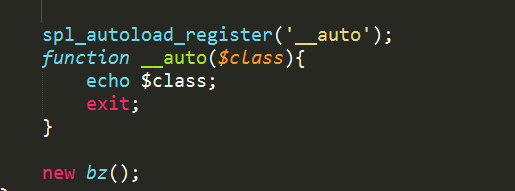 spl_autoload_register('__auto');
function __auto($class){
    echo $class;
    exit;
}
new bz();